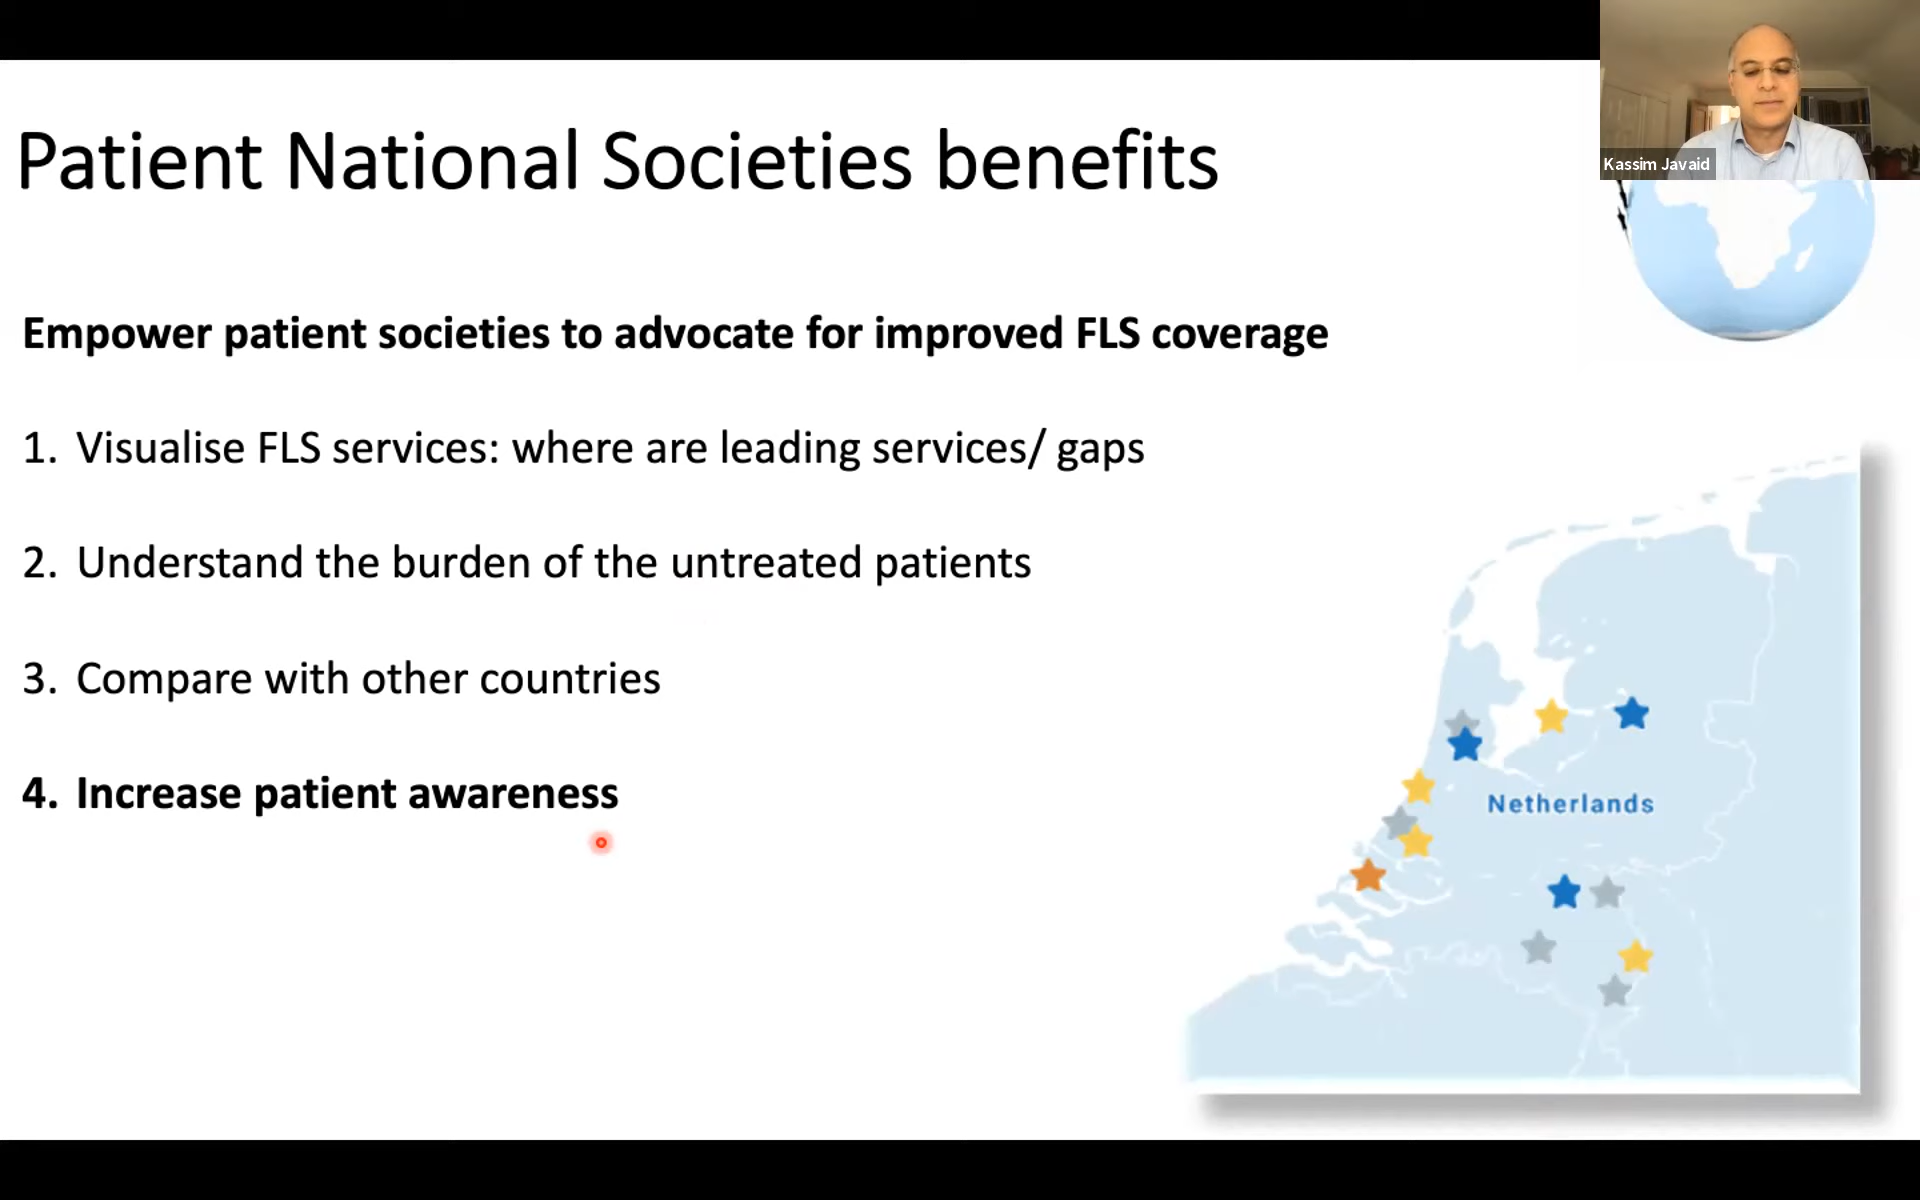 Patient National Societies benefits
Kassim Javaid
Empower patient societies to advocate for improved FLS coverage
1. Visualise FLS services: where are leading services/ gaps
2. Understand the burden of the untreated patients
3. Compare with other countries
4. Increase patient awareness
Netherlands